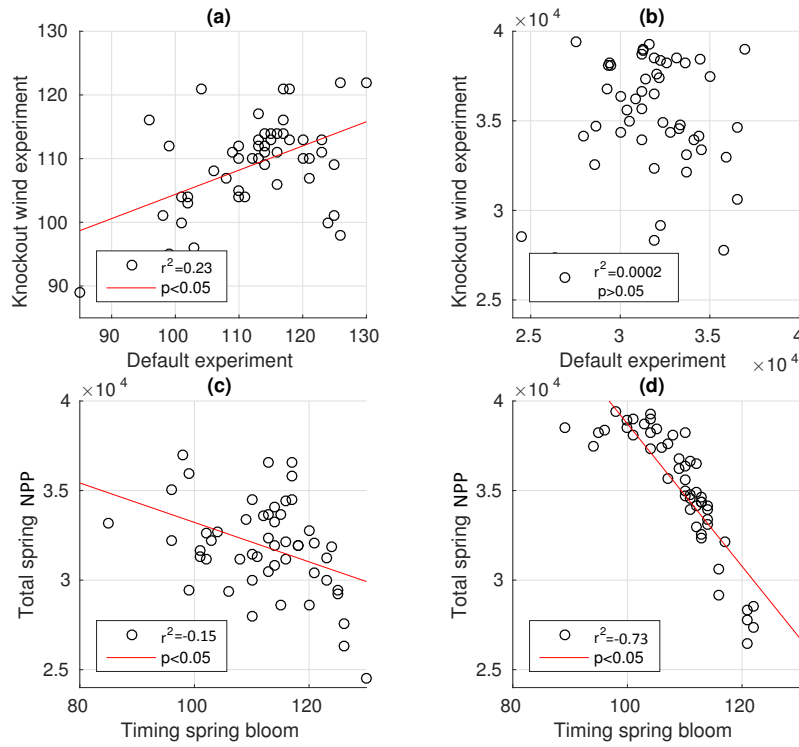 (a)
130
120
110
100
90
Knockout wind experiment
90 100 110 120 130
Default experiment
r²=0.23
p<0.05
× 10⁴
(b)
4
3.5
3
2.5
Knockout wind experiment
2.5 3 3.5 4
Default experiment
× 10⁴
r²=0.0002
p>0.05
× 10⁴
(c)
4
3.5
3
2.5
Total spring NPP
80 100 120
Timing spring bloom
r²=-0.15
p<0.05
× 10⁴
(d)
4
3.5
3
2.5
Total spring NPP
80 100 120
Timing spring bloom
r²=-0.73
p<0.05